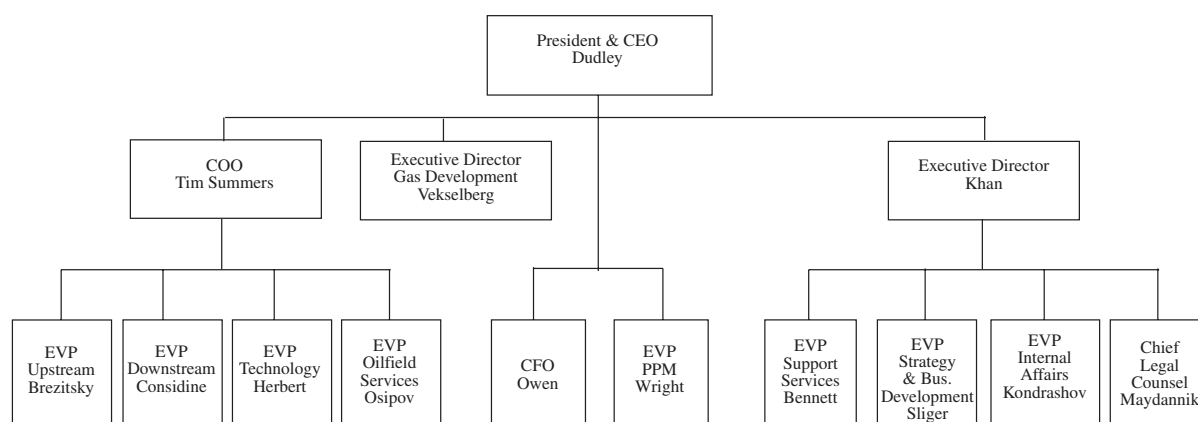 President & CEO
Dudley
COO
Tim Summers
Executive Director
Gas Development
Vekselberg
Executive Director
Khan
EVP
Upstream
Brezitsky
EVP
Downstream
Considine
EVP
Technology
Herbert
EVP
Oilfield
Services
Osipov
CFO
Owen
EVP
PPM
Wright
EVP
Support
Services
Bennett
EVP
Strategy
& Bus.
Development
Sliger
EVP
Internal
Affairs
Kondrashov
Chief
Legal
Counsel
Maydannik